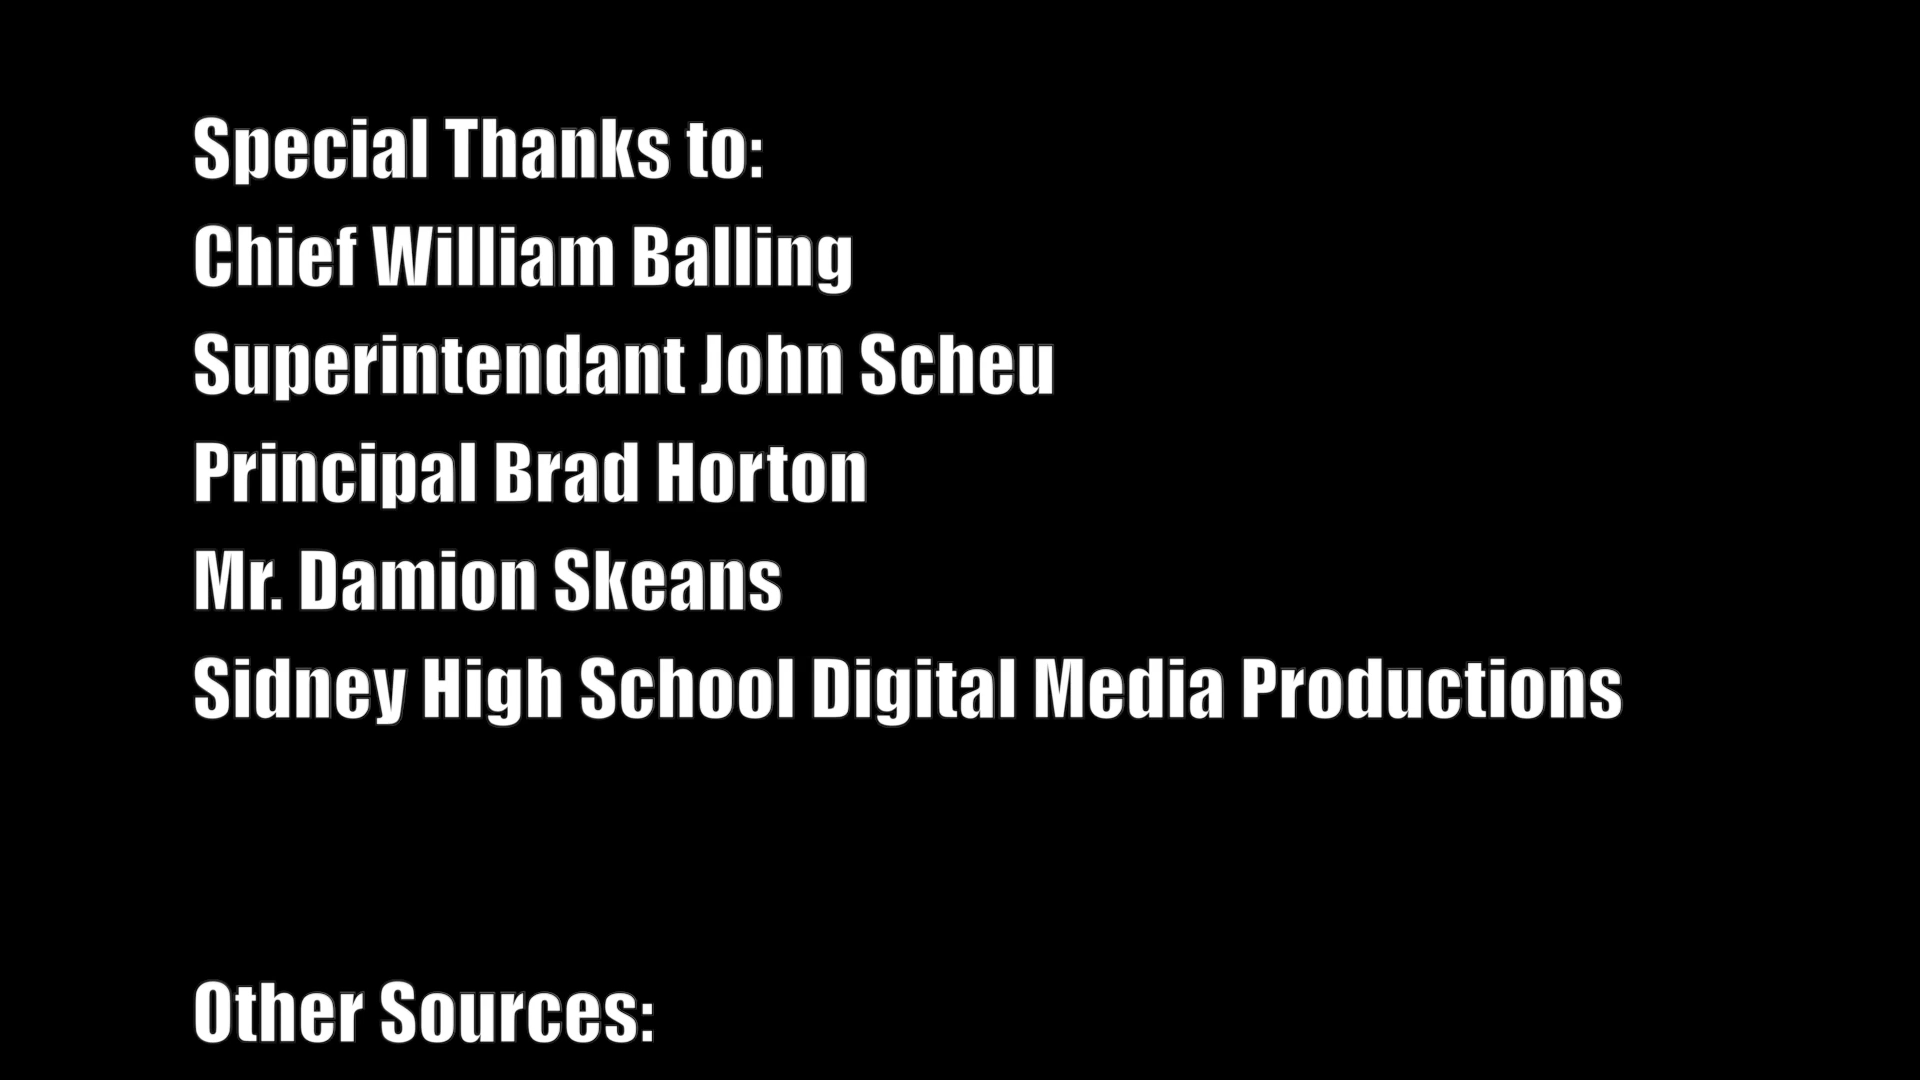 Special Thanks to:
Chief William Balling
Superintendant John Scheu
Principal Brad Horton
Mr. Damion Skeans
Sidney High School Digital Media Productions
Other Sources: